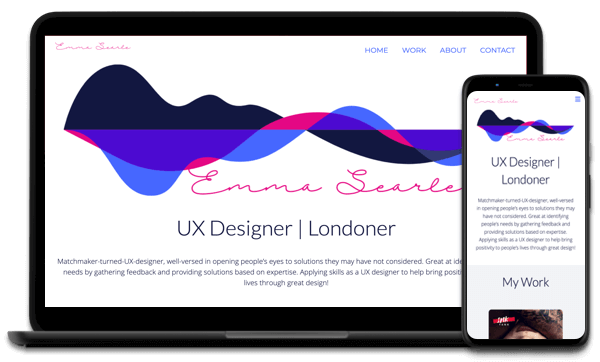 Emma Searle
HOME WORK ABOUT CONTACT
Emma Searle
UX Designer | Londoner
Matchmaker-turned-UX-designer, well-versed in opening people's eyes to solutions they may have not considered. Great at
needs by gathering feedback and providing solutions based on expertise. Applying skills as a UX designer to help bring
lives through great design!
Emma Searle
Emma Searle
UX Designer |
Londoner
Matchmaker-turned-UX-designer, well-versed
in opening people's eyes to solutions they may
have not considered. Great at identifying
people's needs by gathering feedback and
providing solutions based on expertise.
Applying skills as a UX designer to help bring
positivity to people's lives through great design!
My Work